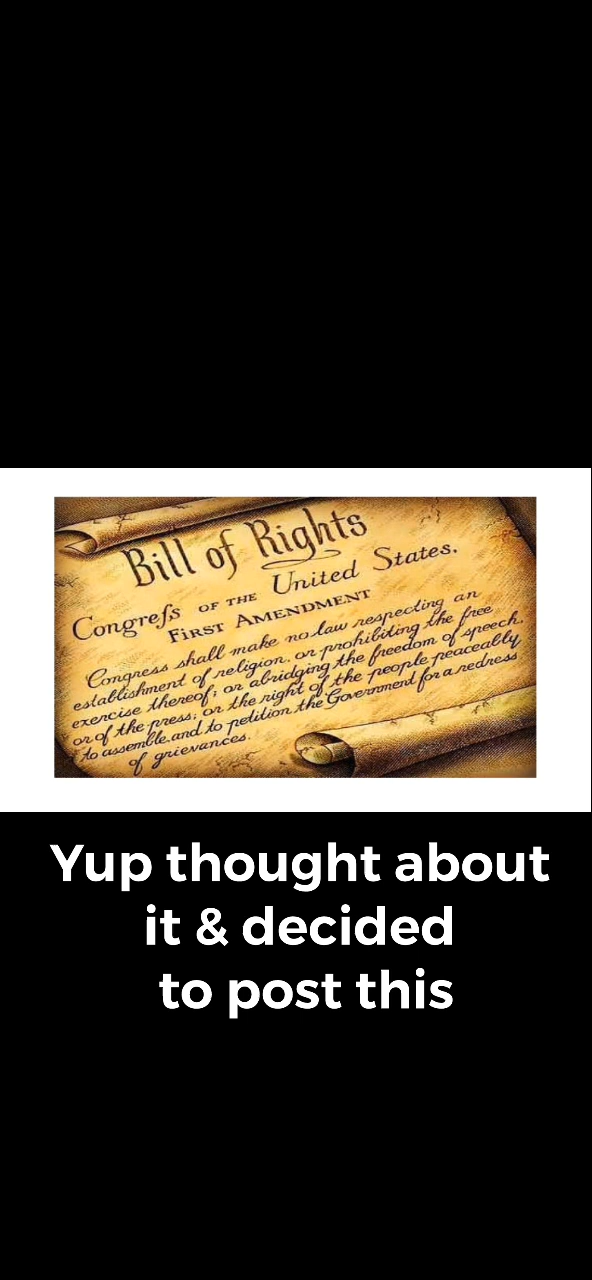 Bill of Rights
Congreſs OF THE United States.
FIRST AMENDMENT
Congress shall make no law respecting an
establishment of religion, or prohibiting the free
exercise thereof; or abridging the freedom of speech,
or of the press; or the right of the people peaceably
to assemble, and to petition the Government for a redress
of grievances.
Yup thought about
it & decided
to post this